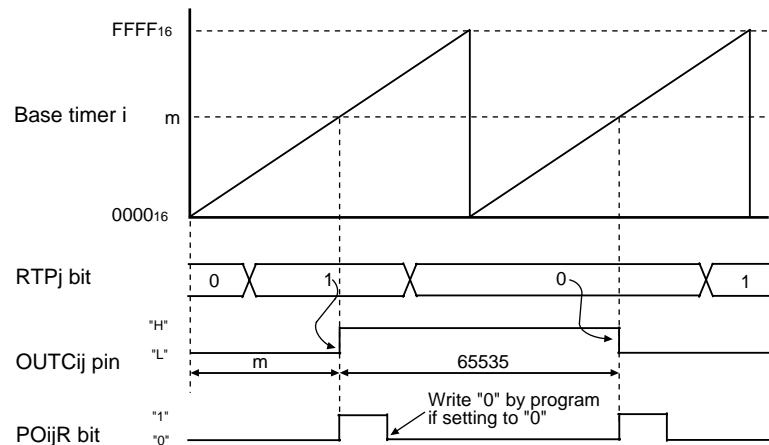 FFFF16
Base timer i
m
000016
RTPj bit
0
1
0
1
"H"
OUTCij pin
"L"
m
65535
Write "0" by program
if setting to "0"
POijR bit
"1"
"0"